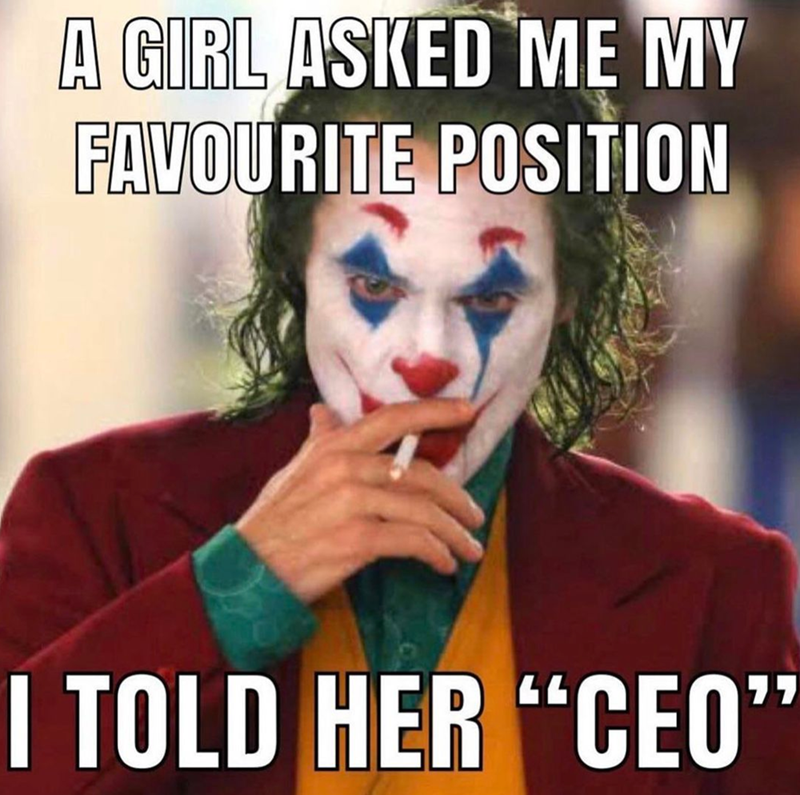 A GIRL ASKED ME MY
FAVOURITE POSITION
I TOLD HER “CEO”